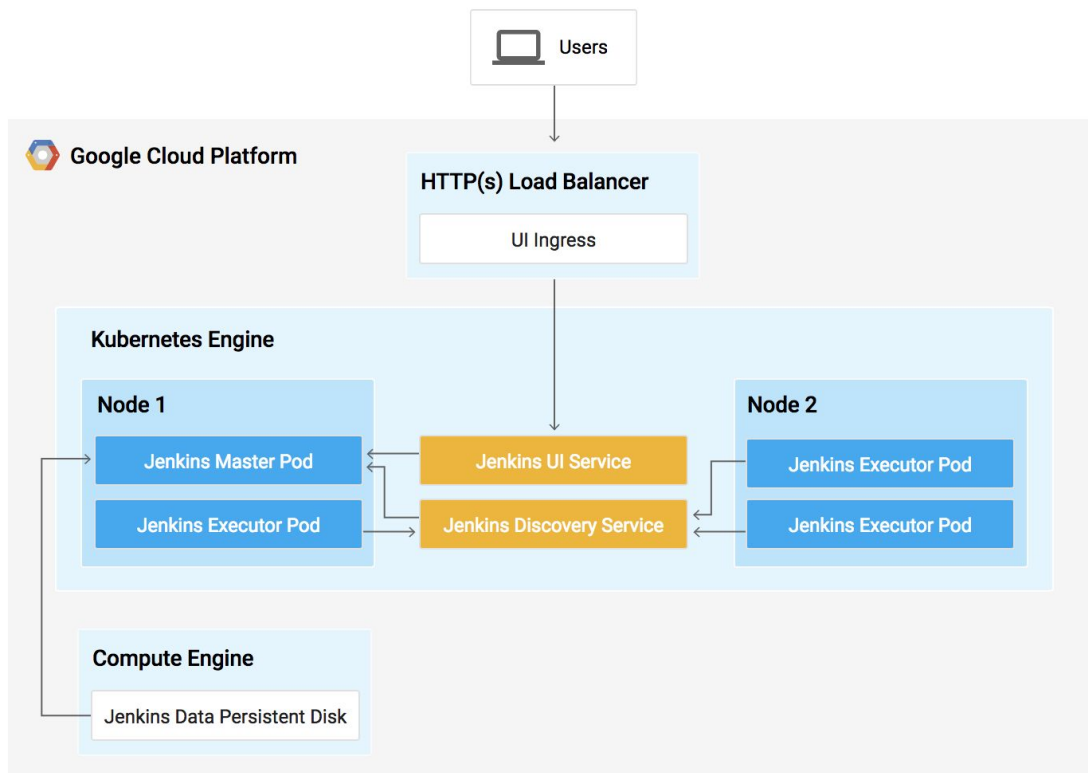 Users
Google Cloud Platform
HTTP(s) Load Balancer
UI Ingress
Kubernetes Engine
Node 1
Jenkins Master Pod
Jenkins Executor Pod
Jenkins UI Service
Jenkins Discovery Service
Node 2
Jenkins Executor Pod
Jenkins Executor Pod
Compute Engine
Jenkins Data Persistent Disk